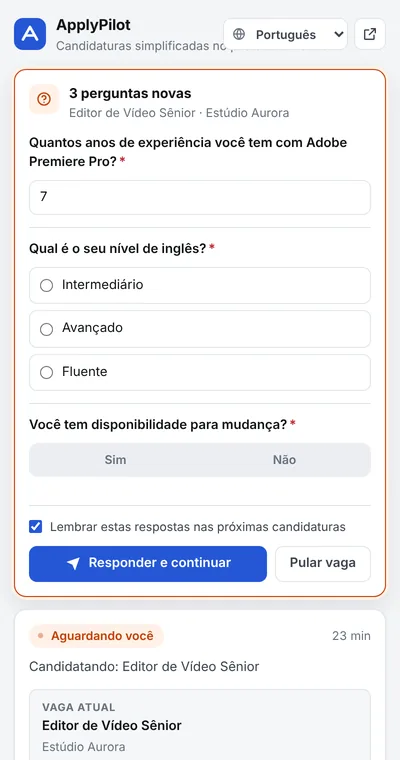 ApplyPilot
Candidaturas simplificadas no
Português
3 perguntas novas
Editor de Vídeo Sênior · Estúdio Aurora
Quantos anos de experiência você tem com Adobe
Premiere Pro? *
7
Qual é o seu nível de inglês? *
Intermediário
Avançado
Fluente
Você tem disponibilidade para mudança? *
Sim
Não
Lembrar estas respostas nas próximas candidaturas
Responder e continuar
Pular vaga
Aguardando você
23 min
Candidatando: Editor de Vídeo Sênior
VAGA ATUAL
Editor de Vídeo Sênior
Estúdio Aurora